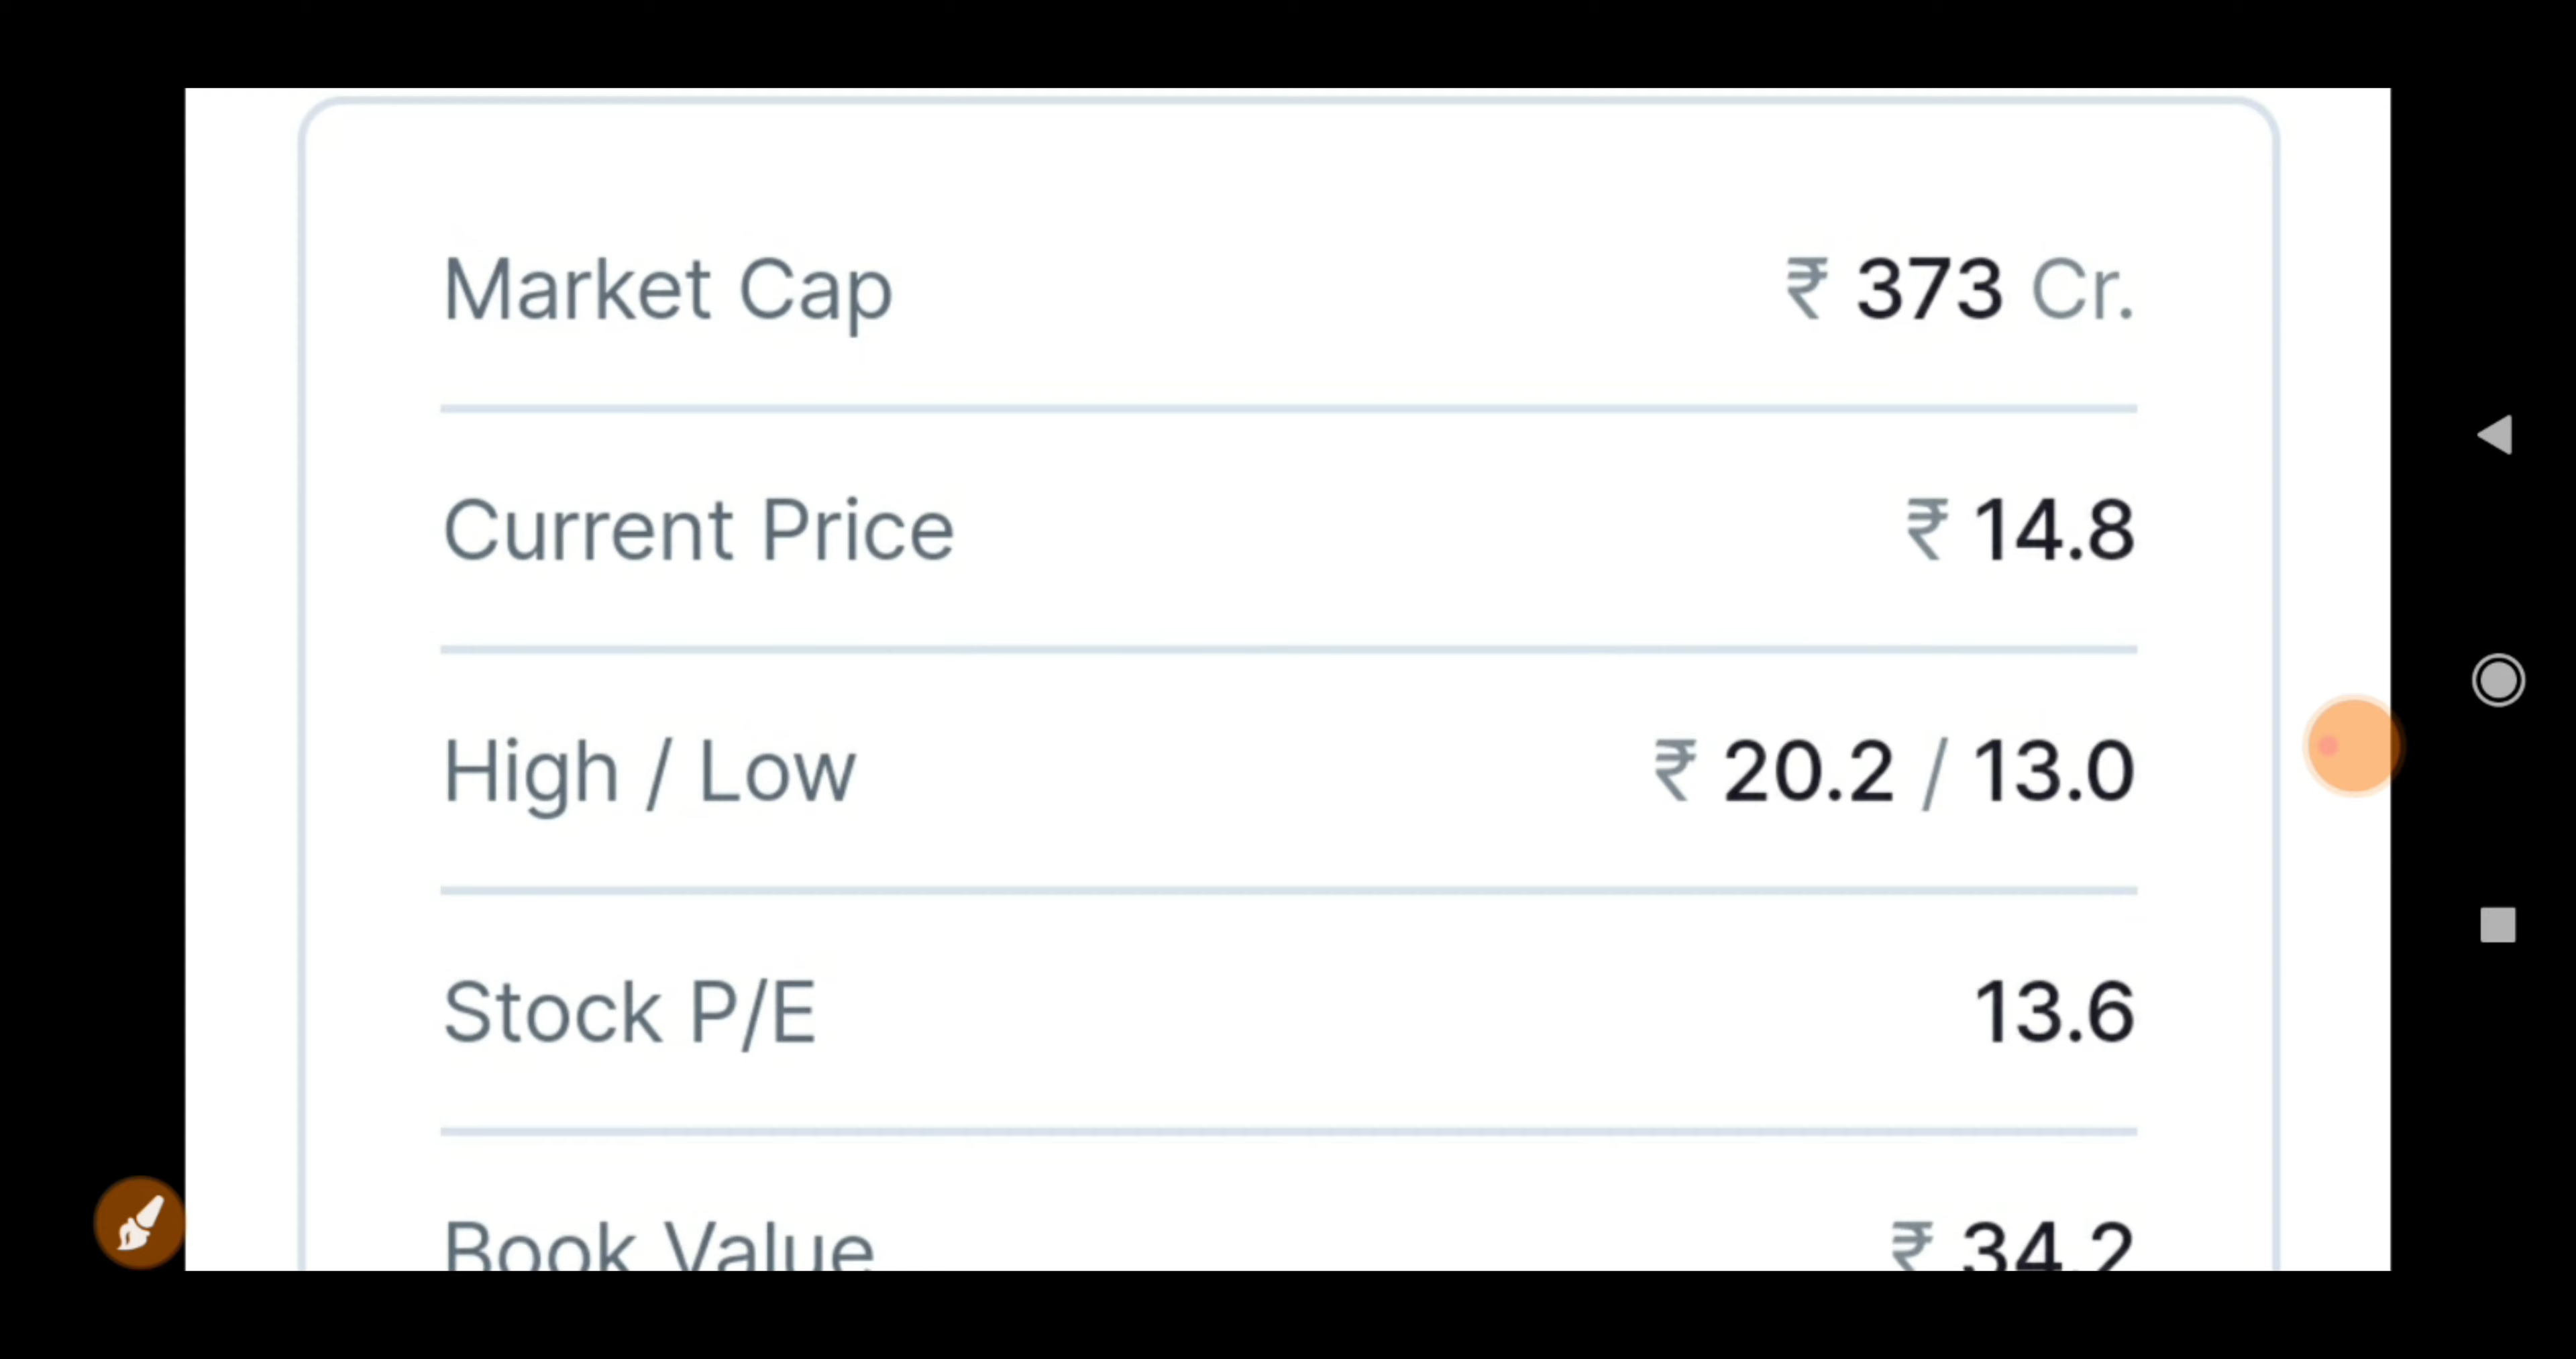 Market Cap ₹ 373 Cr.
Current Price ₹ 14.8
High / Low ₹ 20.2 / 13.0
Stock P/E 13.6
Book Value ₹ 34.2